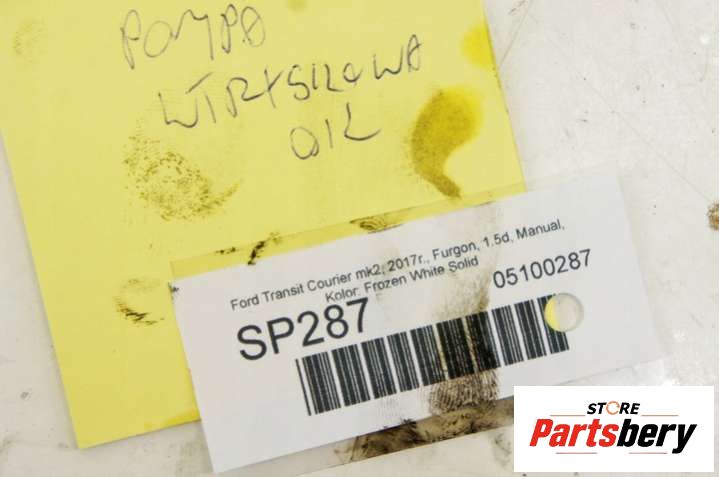 POMPA
WTRYSKOWA
OIL
Ford Transit Courier mk2, 2017r., Furgon, 1.5d, Manual,
Kolor: Frozen White Solid
SP287
05100287
STORE
Partsbery